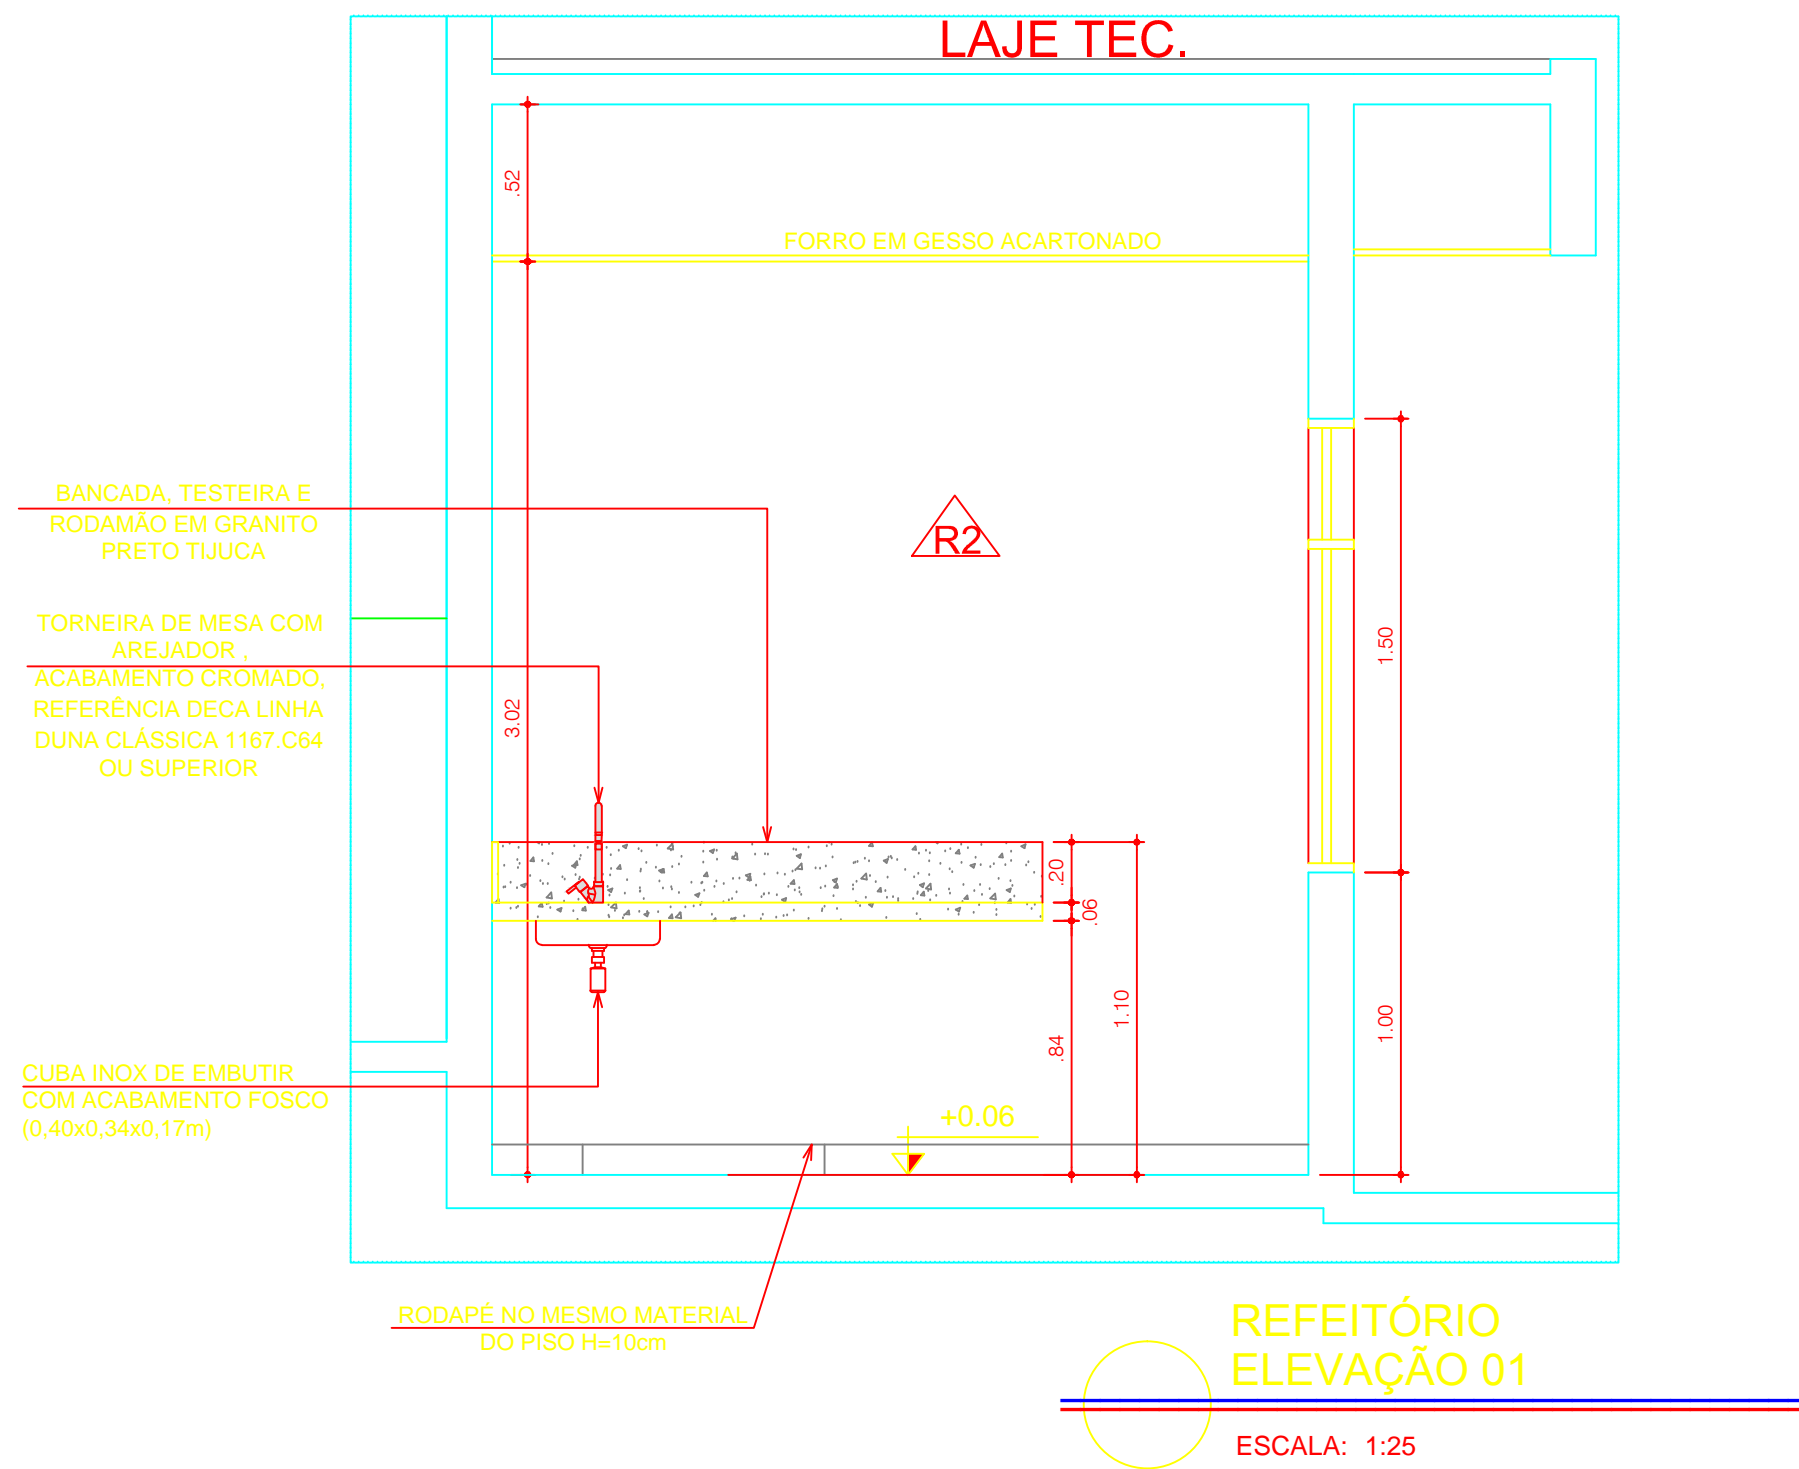 LAJE TEC.
.52
FORRO EM GESSO ACARTONADO
BANCADA, TESTEIRA E
RODAMÃO EM GRANITO
PRETO TIJUCA
R2
TORNEIRA DE MESA COM
AREJADOR ,
ACABAMENTO CROMADO,
REFERÊNCIA DECA LINHA
DUNA CLÁSSICA 1167.C64
OU SUPERIOR
3.02
1.50
.20
.06
1.10
.84
1.00
CUBA INOX DE EMBUTIR
COM ACABAMENTO FOSCO
(0,40x0,34x0,17m)
+0.06
RODAPÉ NO MESMO MATERIAL
DO PISO H=10cm
REFEITÓRIO
ELEVAÇÃO 01
ESCALA: 1:25